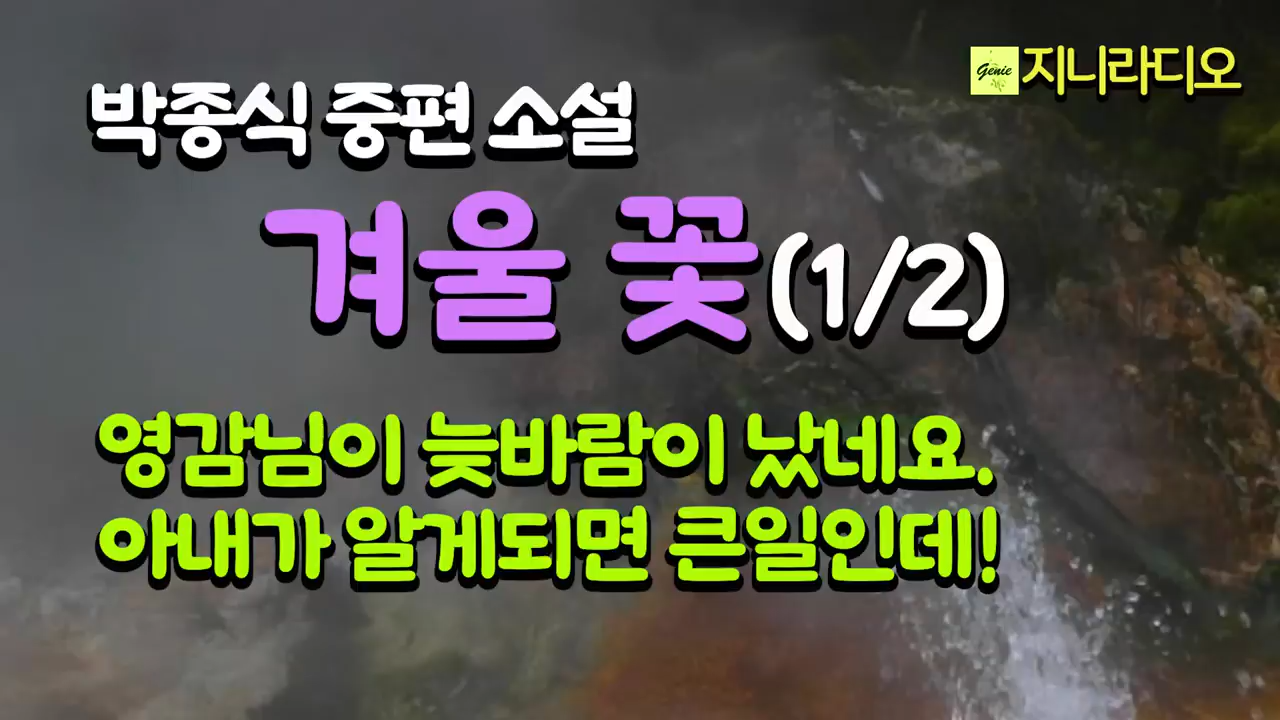 Genie 지니라디오
박종식 중편 소설
겨울 꽃(1/2)
영감님이 늦바람이 났네요.
아내가 알게되면 큰일인데!